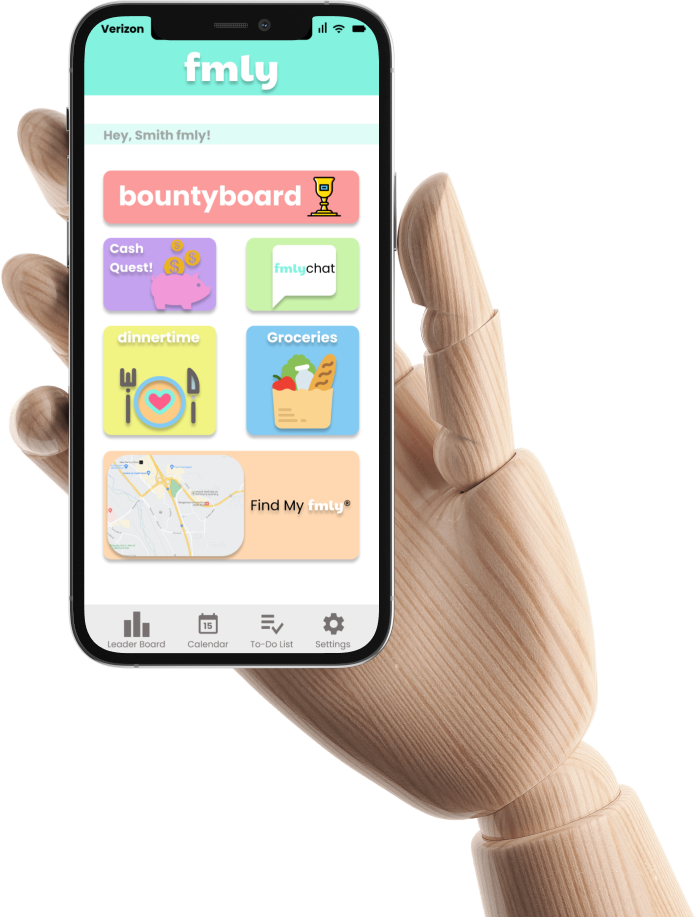 Verizon
fmly
Hey, Smith fmly!
bountyboard
Cash
Quest!
fmlychat
dinnertime
Groceries
Find My fmly®
15
Leader Board
Calendar
To-Do List
Settings